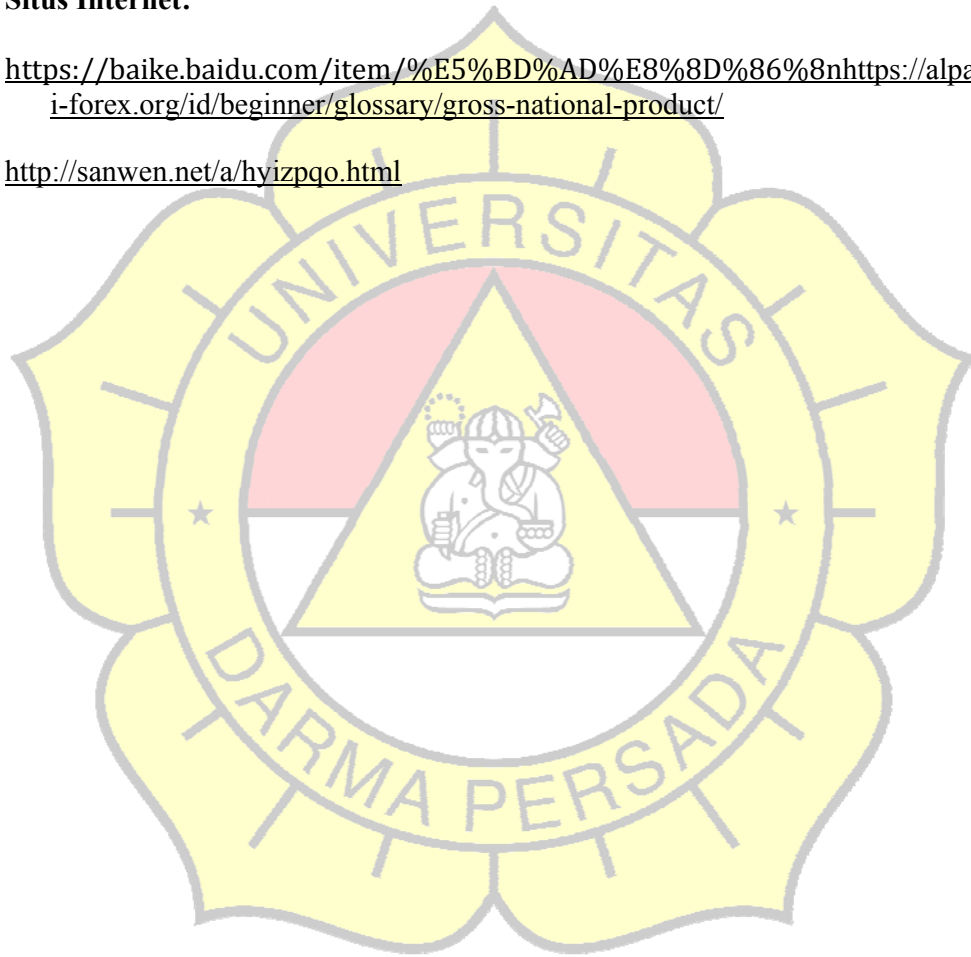 Situs Internet:
https://baike.baidu.com/item/%E5%BD%AD%E8%8D%86%8nhttps://alpa
i-forex.org/id/beginner/glossary/gross-national-product/
http://sanwen.net/a/hyizpqo.html
UNIVERSITAS
DARMA PERSADA